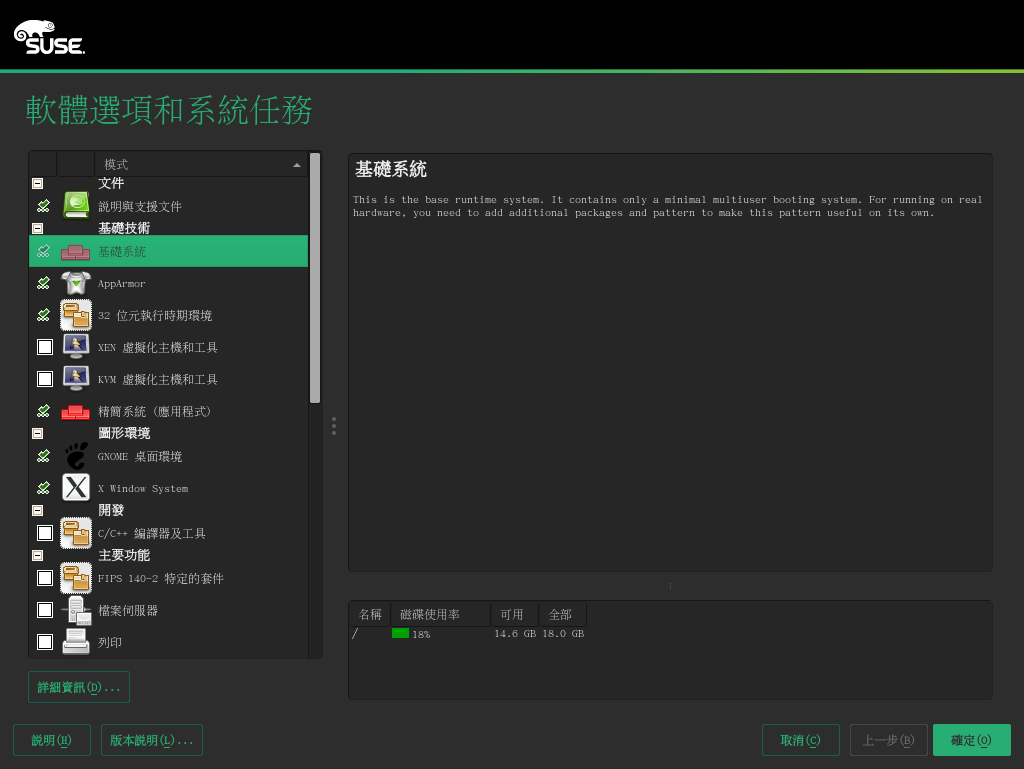 SUSE
軟體選項和系統任務
模式
文件
說明與支援文件
基礎技術
基礎系統
AppArmor
32 位元執行時期環境
XEN 虛擬化主機和工具
KVM 虛擬化主機和工具
精簡系統 (應用程式)
圖形環境
GNOME 桌面環境
X Window System
開發
C/C++ 編譯器及工具
主要功能
FIPS 140-2 特定的套件
檔案伺服器
列印
詳細資訊(D)...
基礎系統
This is the base runtime system. It contains only a minimal multiuser booting system. For running on real
hardware, you need to add additional packages and pattern to make this pattern useful on its own.
名稱 磁碟使用率 可用 全部
/ 18% 14.6 GB 18.0 GB
說明(H) 版本說明(L)... 取消(C) 上一步(B) 確定(O)